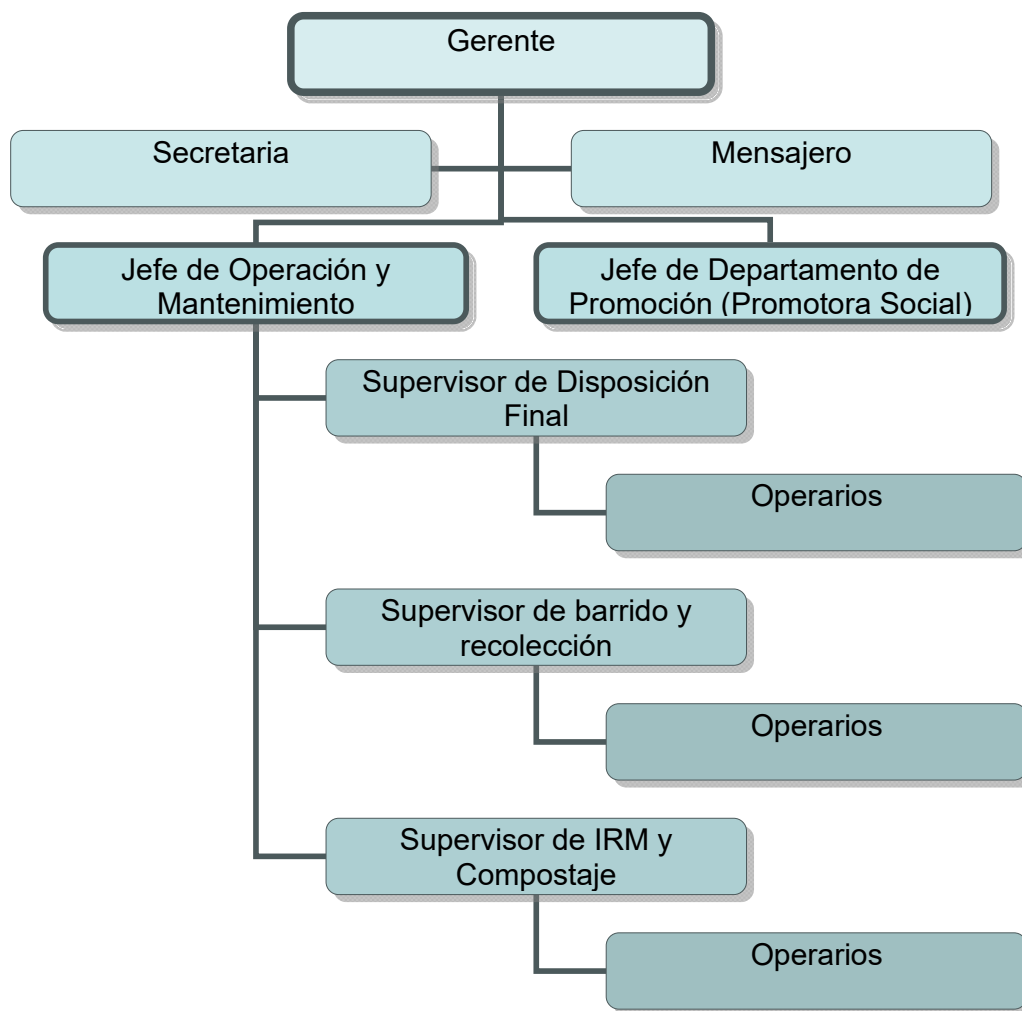 Gerente
Secretaria
Mensajero
Jefe de Operación y
Mantenimiento
Jefe de Departamento de
Promoción (Promotora Social)
Supervisor de Disposición
Final
Operarios
Supervisor de barrido y
recolección
Operarios
Supervisor de IRM y
Compostaje
Operarios